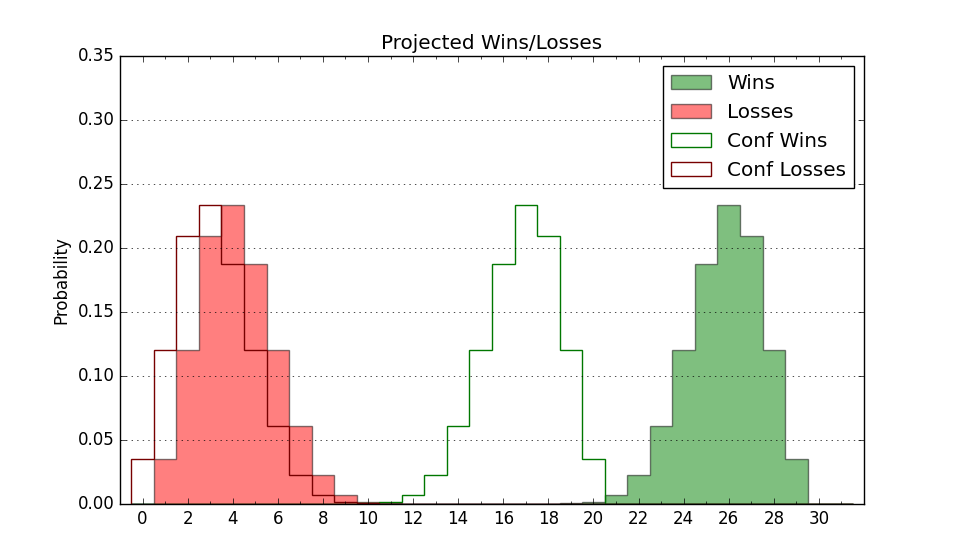 Projected Wins/Losses
0.35
0.30
0.25
0.20
0.15
0.10
0.05
0.00
Probability
Wins
Losses
Conf Wins
Conf Losses
0 2 4 6 8 10 12 14 16 18 20 22 24 26 28 30